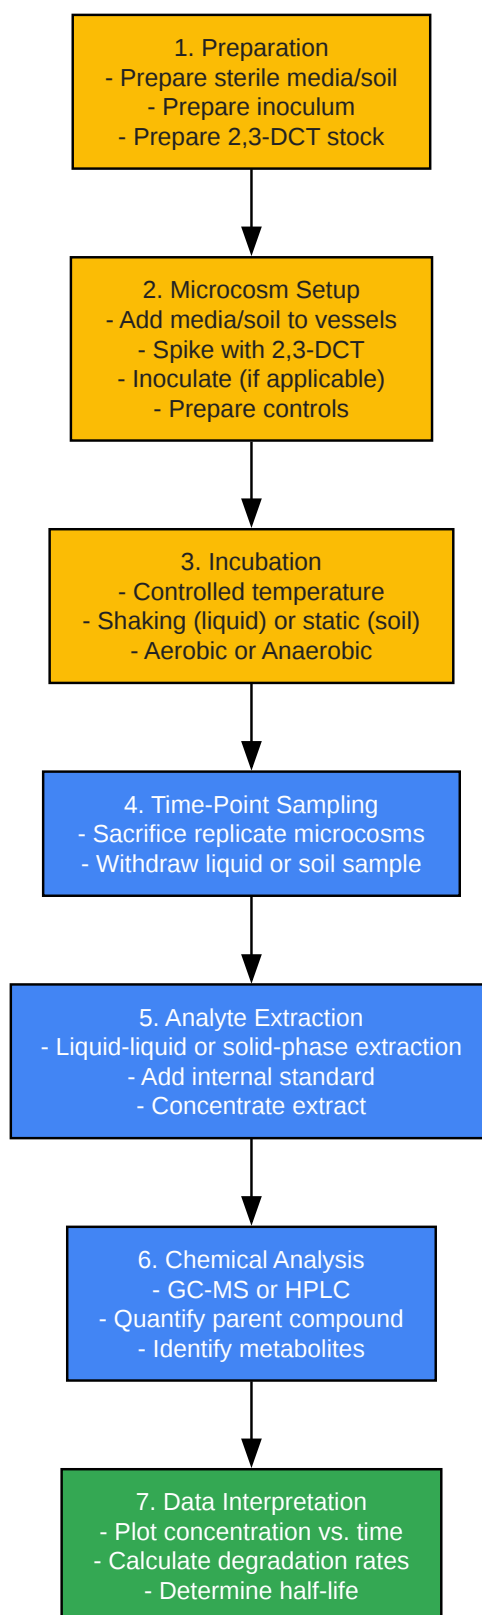 1. Preparation
- Prepare sterile media/soil
- Prepare inoculum
- Prepare 2,3-DCT stock
2. Microcosm Setup
- Add media/soil to vessels
- Spike with 2,3-DCT
- Inoculate (if applicable)
- Prepare controls
3. Incubation
- Controlled temperature
- Shaking (liquid) or static (soil)
- Aerobic or Anaerobic
4. Time-Point Sampling
- Sacrifice replicate microcosms
- Withdraw liquid or soil sample
5. Analyte Extraction
- Liquid-liquid or solid-phase extraction
- Add internal standard
- Concentrate extract
6. Chemical Analysis
- GC-MS or HPLC
- Quantify parent compound
- Identify metabolites
7. Data Interpretation
- Plot concentration vs. time
- Calculate degradation rates
- Determine half-life